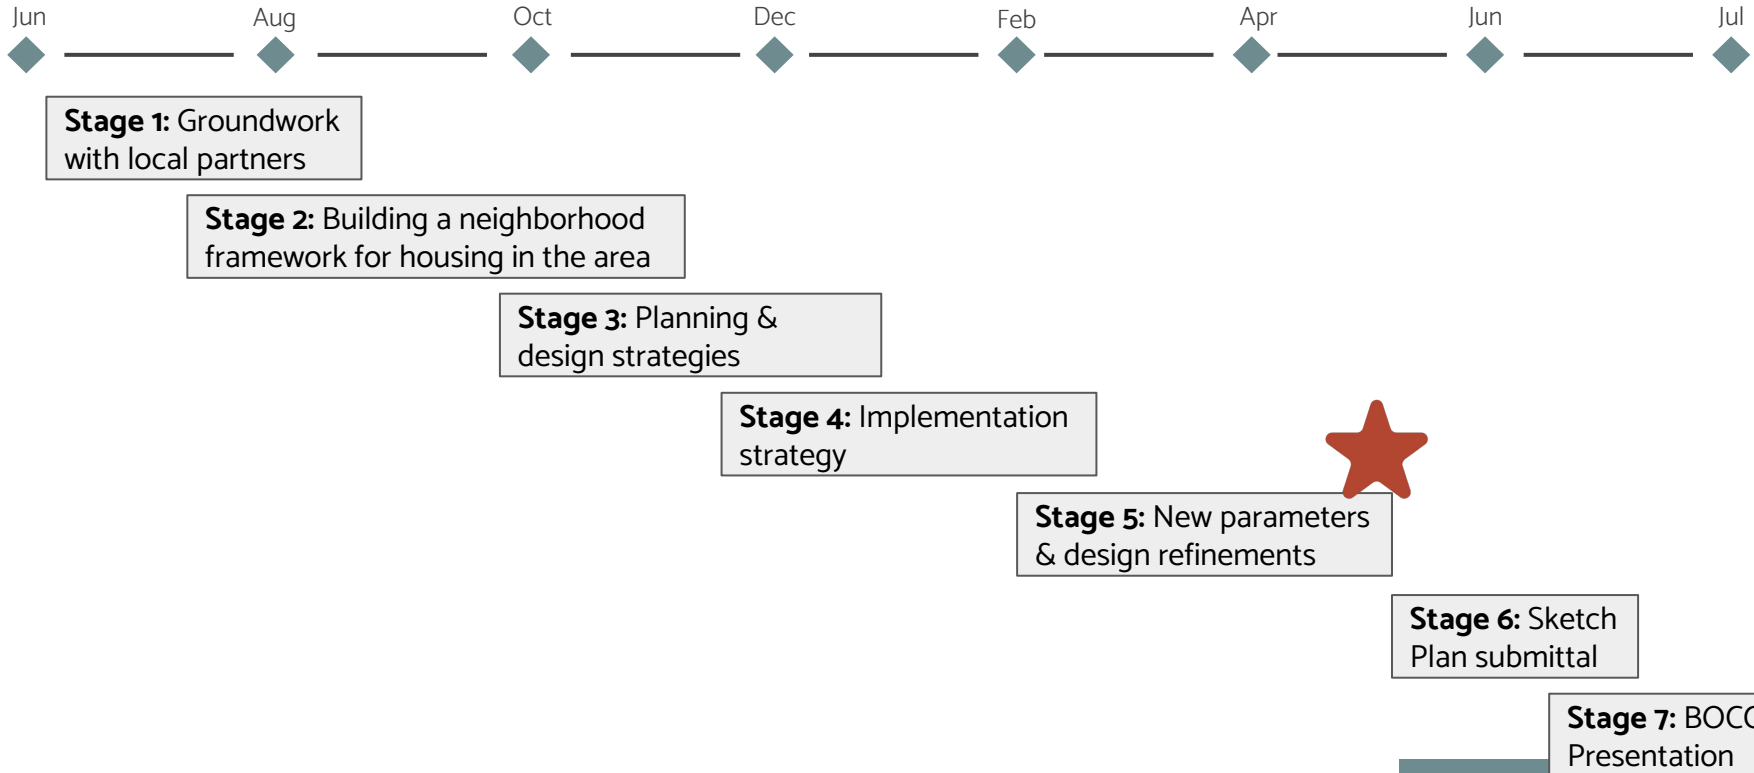 Jun Aug Oct Dec Feb Apr Jun Jul
Stage 1: Groundwork
with local partners
Stage 2: Building a neighborhood
framework for housing in the area
Stage 3: Planning &
design strategies
Stage 4: Implementation
strategy
Stage 5: New parameters
& design refinements
Stage 6: Sketch
Plan submittal
Stage 7: BOCC
Presentation